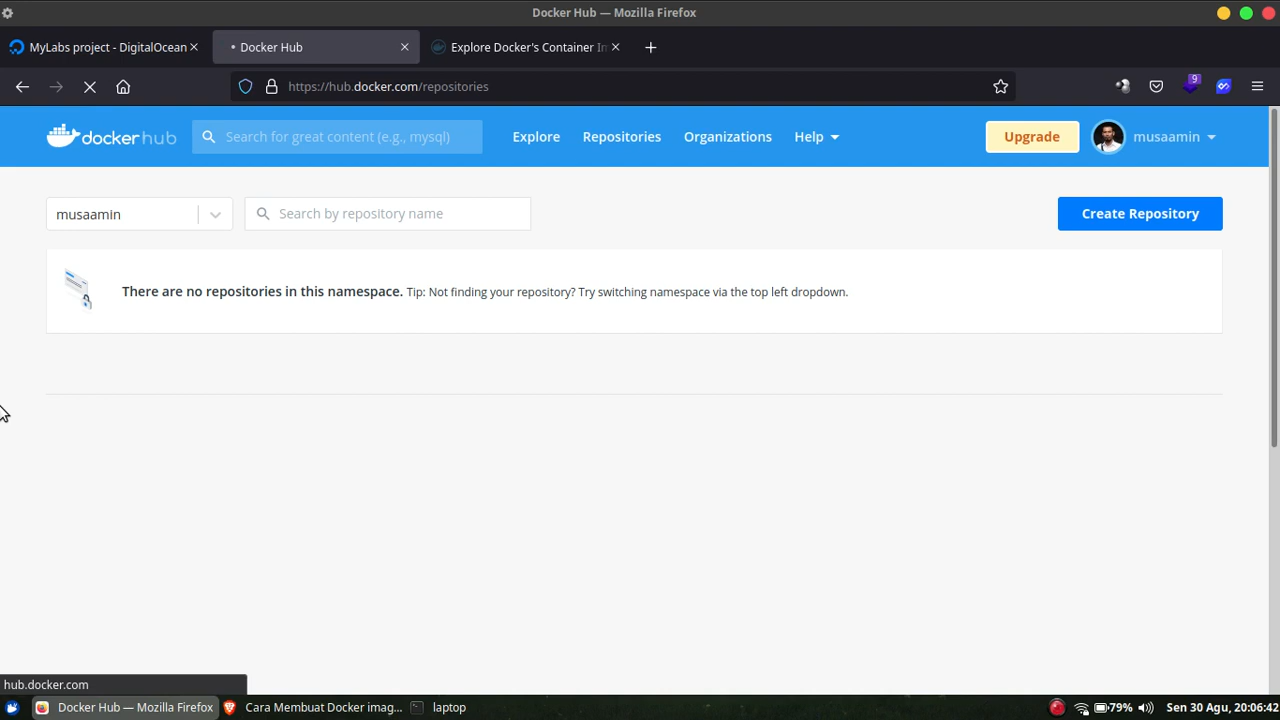 Docker Hub — Mozilla Firefox
MyLabs project - DigitalOcean
Docker Hub
Explore Docker's Container Im
https://hub.docker.com/repositories
9
docker hub
Search for great content (e.g., mysql)
Explore
Repositories
Organizations
Help
Upgrade
musaamin
musaamin
Search by repository name
Create Repository
There are no repositories in this namespace. Tip: Not finding your repository? Try switching namespace via the top left dropdown.
hub.docker.com
Docker Hub — Mozilla Firefox
Cara Membuat Docker imag...
laptop
79%
Sen 30 Agu, 20:06:42